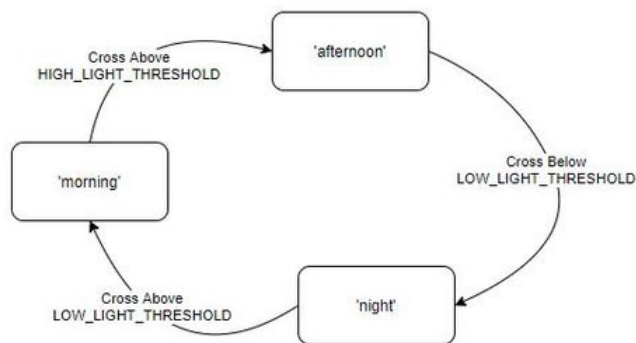 'afternoon'
Cross Above
HIGH_LIGHT_THRESHOLD
'morning'
Cross Below
LOW_LIGHT_THRESHOLD
Cross Above
LOW_LIGHT_THRESHOLD
'night'